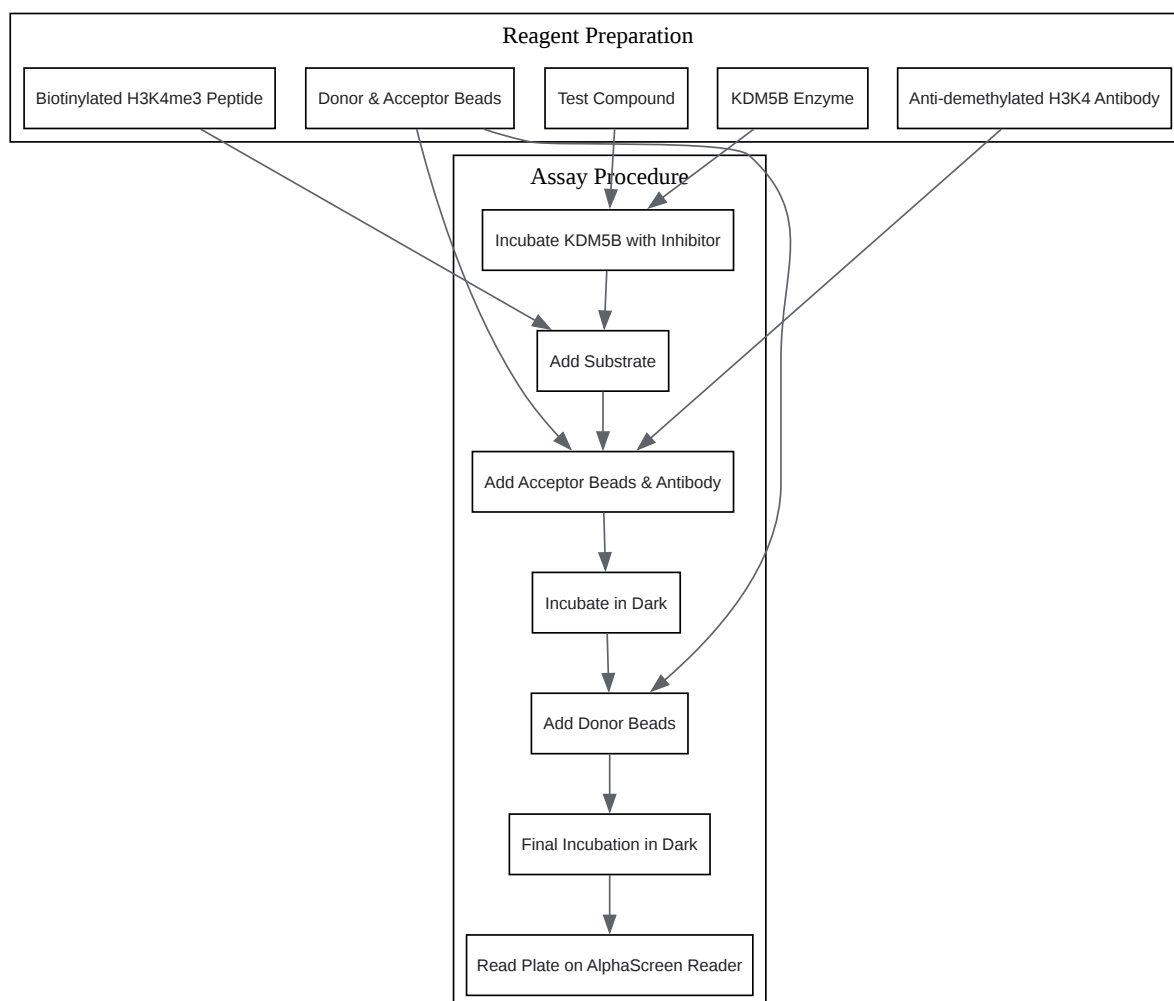 Reagent Preparation
Biotinylated H3K4me3 Peptide
Donor & Acceptor Beads
Test Compound
KDM5B Enzyme
Anti-demethylated H3K4 Antibody
Assay Procedure
Incubate KDM5B with Inhibitor
Add Substrate
Add Acceptor Beads & Antibody
Incubate in Dark
Add Donor Beads
Final Incubation in Dark
Read Plate on AlphaScreen Reader